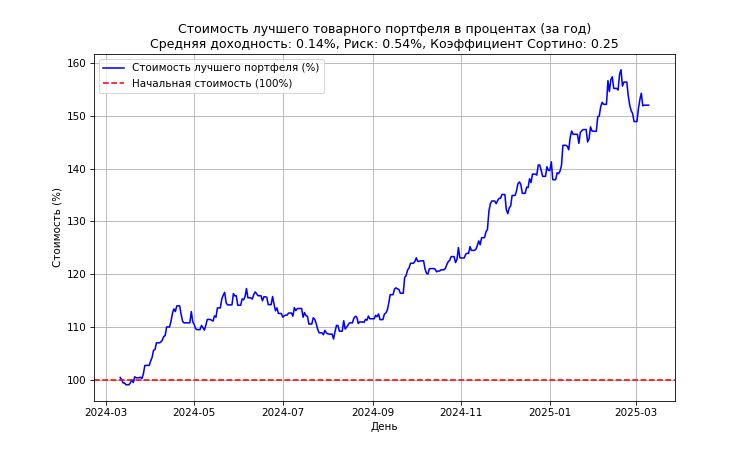 Стоимость лучшего товарного портфеля в процентах (за год)
Средняя доходность: 0.14%, Риск: 0.54%, Коэффициент Сортино: 0.25
Стоимость лучшего портфеля (%)
Начальная стоимость (100%)
Стоимость (%)
160
150
140
130
120
110
100
2024-03
2024-05
2024-07
2024-09
2024-11
2025-01
2025-03
День